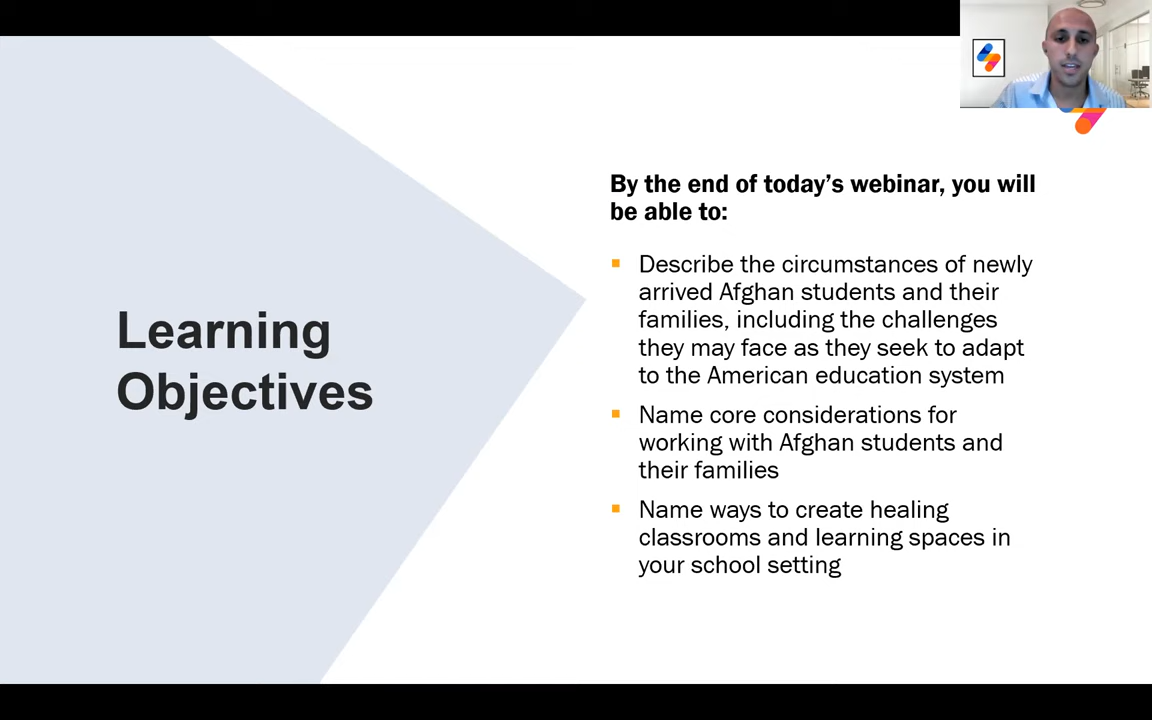 Learning
Objectives
By the end of today's webinar, you will
be able to:
▪ Describe the circumstances of newly
arrived Afghan students and their
families, including the challenges
they may face as they seek to adapt
to the American education system
▪ Name core considerations for
working with Afghan students and
their families
▪ Name ways to create healing
classrooms and learning spaces in
your school setting